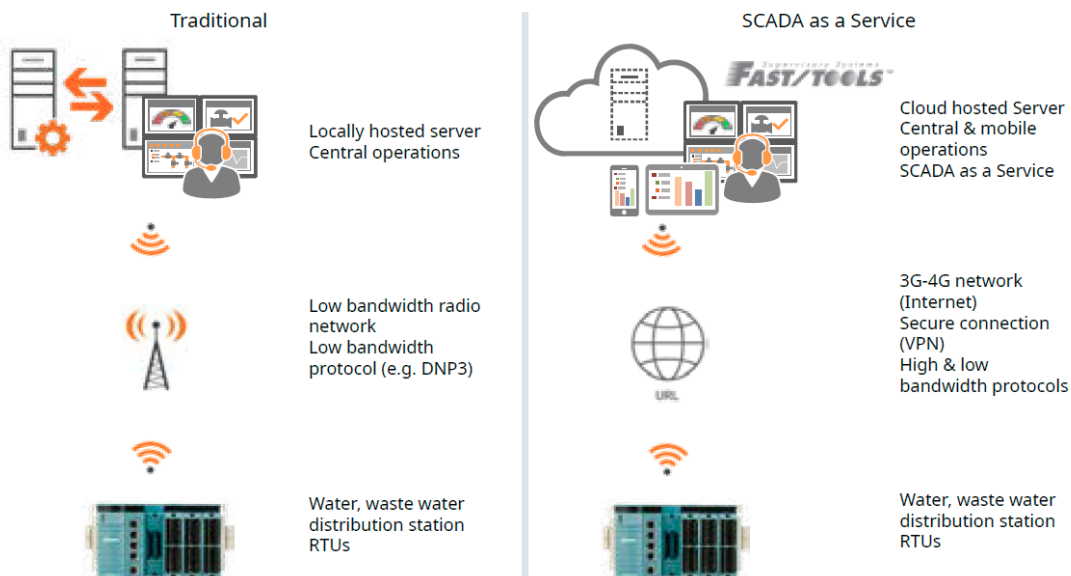 Traditional
Locally hosted server
Central operations
Low bandwidth radio
network
Low bandwidth
protocol (e.g. DNP3)
Water, waste water
distribution station
RTUs
SCADA as a Service
Supervisory Systems
FAST/TOOLS™
Cloud hosted Server
Central & mobile
operations
SCADA as a Service
3G-4G network
(Internet)
Secure connection
(VPN)
High & low
bandwidth protocols
URL
Water, waste water
distribution station
RTUs